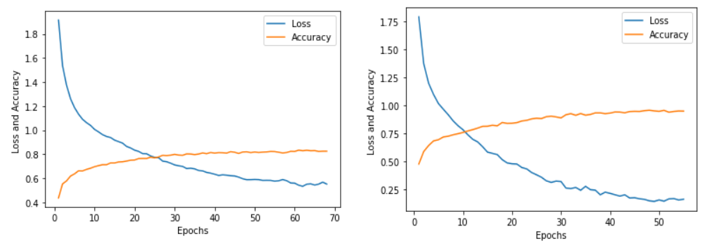 Loss
Accuracy
Loss and Accuracy
1.8
1.6
1.4
1.2
1.0
0.8
0.6
0.4
0 10 20 30 40 50 60 70
Epochs
Loss
Accuracy
Loss and Accuracy
1.75
1.50
1.25
1.00
0.75
0.50
0.25
0 10 20 30 40 50
Epochs